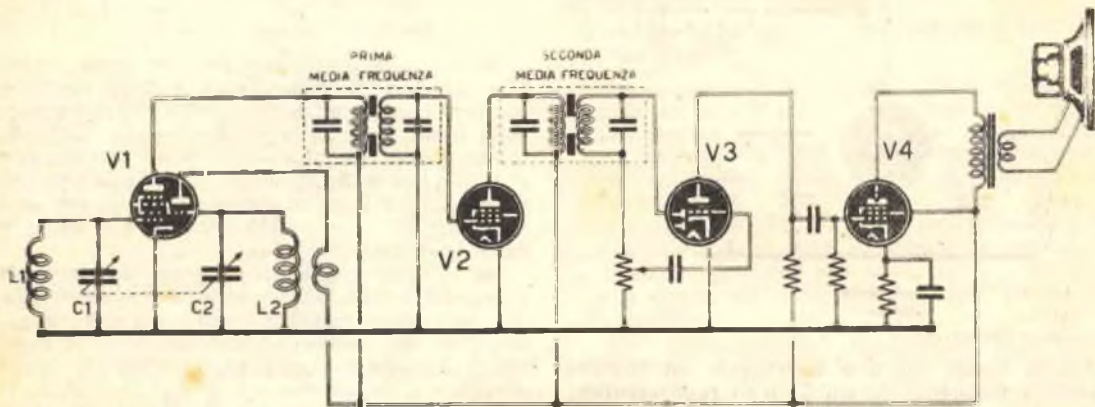 PRIMA
MEDIA FREQUENZA
SECONDA
MEDIA FREQUENZA
V1
V2
V3
V4
L1
C1
C2
L2